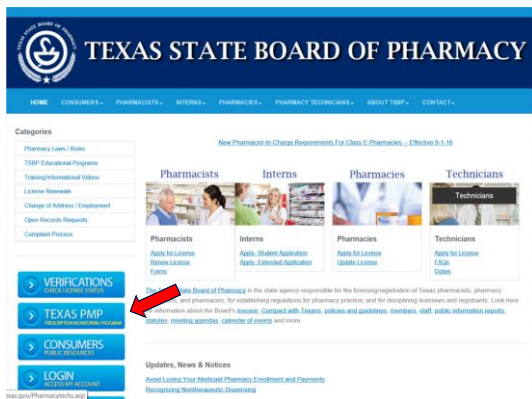 TEXAS STATE BOARD OF PHARMACY
HOME CONSUMERS PHARMACISTS INTERNS PHARMACIES PHARMACY TECHNICIANS ABOUT TSBP CONTACT
Categories
Pharmacy Laws / Rules
TSBP Educational Programs
Training/Informational Videos
License Renewals
Change of Address / Employment
Open Records Requests
Complaint Process
VERIFICATIONS
CHECK LICENSE STATUS
TEXAS PMP
PRESCRIPTION MONITORING PROGRAM
CONSUMERS
PUBLIC RESOURCES
LOGIN
ACCESS MY ACCOUNT
New Pharmacist-In-Charge Requirements For Class E Pharmacies -- Effective 9-1-16
Pharmacists Interns Pharmacies Technicians
Technicians
Pharmacists
Apply for License
Renew License
Forms
Interns
Apply- Student Application
Apply- Extended Application
Pharmacies
Apply for License
Update License
Technicians
Apply for License
FAQs
Duties
State Board of Pharmacy is the state agency responsible for the licensing/registration of Texas pharmacists, pharmacy
and pharmacies; for establishing regulations for pharmacy practice; and for disciplining licensees and registrants. Look here
for information about the Board's mission, Compact with Texans, policies and guidelines, members, staff, public information reports,
statutes, meeting agendas, calendar of events and more.
Updates, News & Notices
Avoid Losing Your Medicaid Pharmacy Enrollment and Payments
Recognizing Nontherapeutic Dispensing
xas.gov/Pharmacytechs.asp